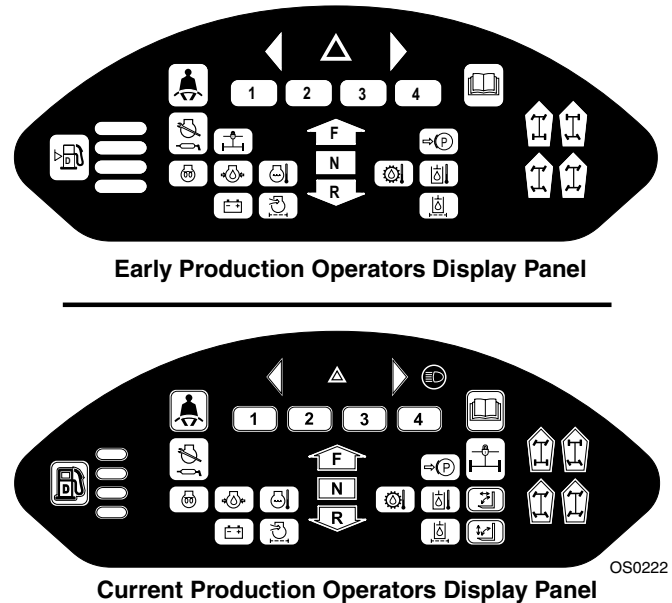 1 2 3 4
F
D
P
N
R
Early Production Operators Display Panel
1 2 3 4
F
P
D
N
R
OS0222
Current Production Operators Display Panel